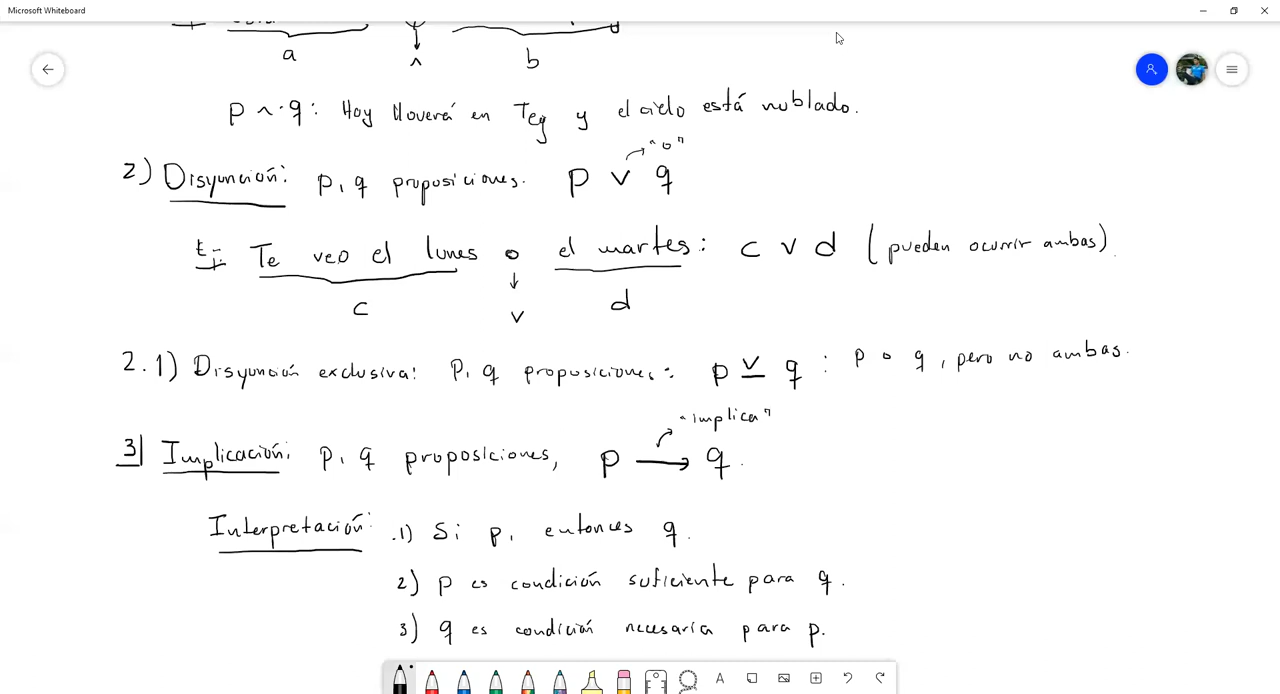 Microsoft Whiteboard
a
∧
b
p ∧ q: Hoy lloverá en Teg y el cielo está nublado.
"o"
2) Disyunción: p, q proposiciones. p ∨ q
Ej: Te veo el lunes o el martes: c ∨ d (pueden ocurrir ambas).
c
∨
d
2.1) Disyunción exclusiva: p, q proposiciones: p ⊻ q : p o q, pero no ambas.
"implica"
3) Implicación: p, q proposiciones, p → q.
Interpretación: 1) Si p, entonces q.
2) p es condición suficiente para q.
3) q es condición necesaria para p.
A